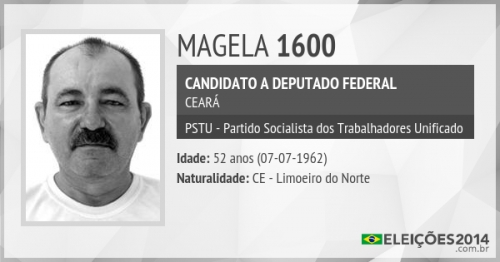 MAGELA 1600
CANDIDATO A DEPUTADO FEDERAL
CEARÁ
PSTU - Partido Socialista dos Trabalhadores Unificado
Idade: 52 anos (07-07-1962)
Naturalidade: CE - Limoeiro do Norte
ELEIÇÕES2014
.com.br